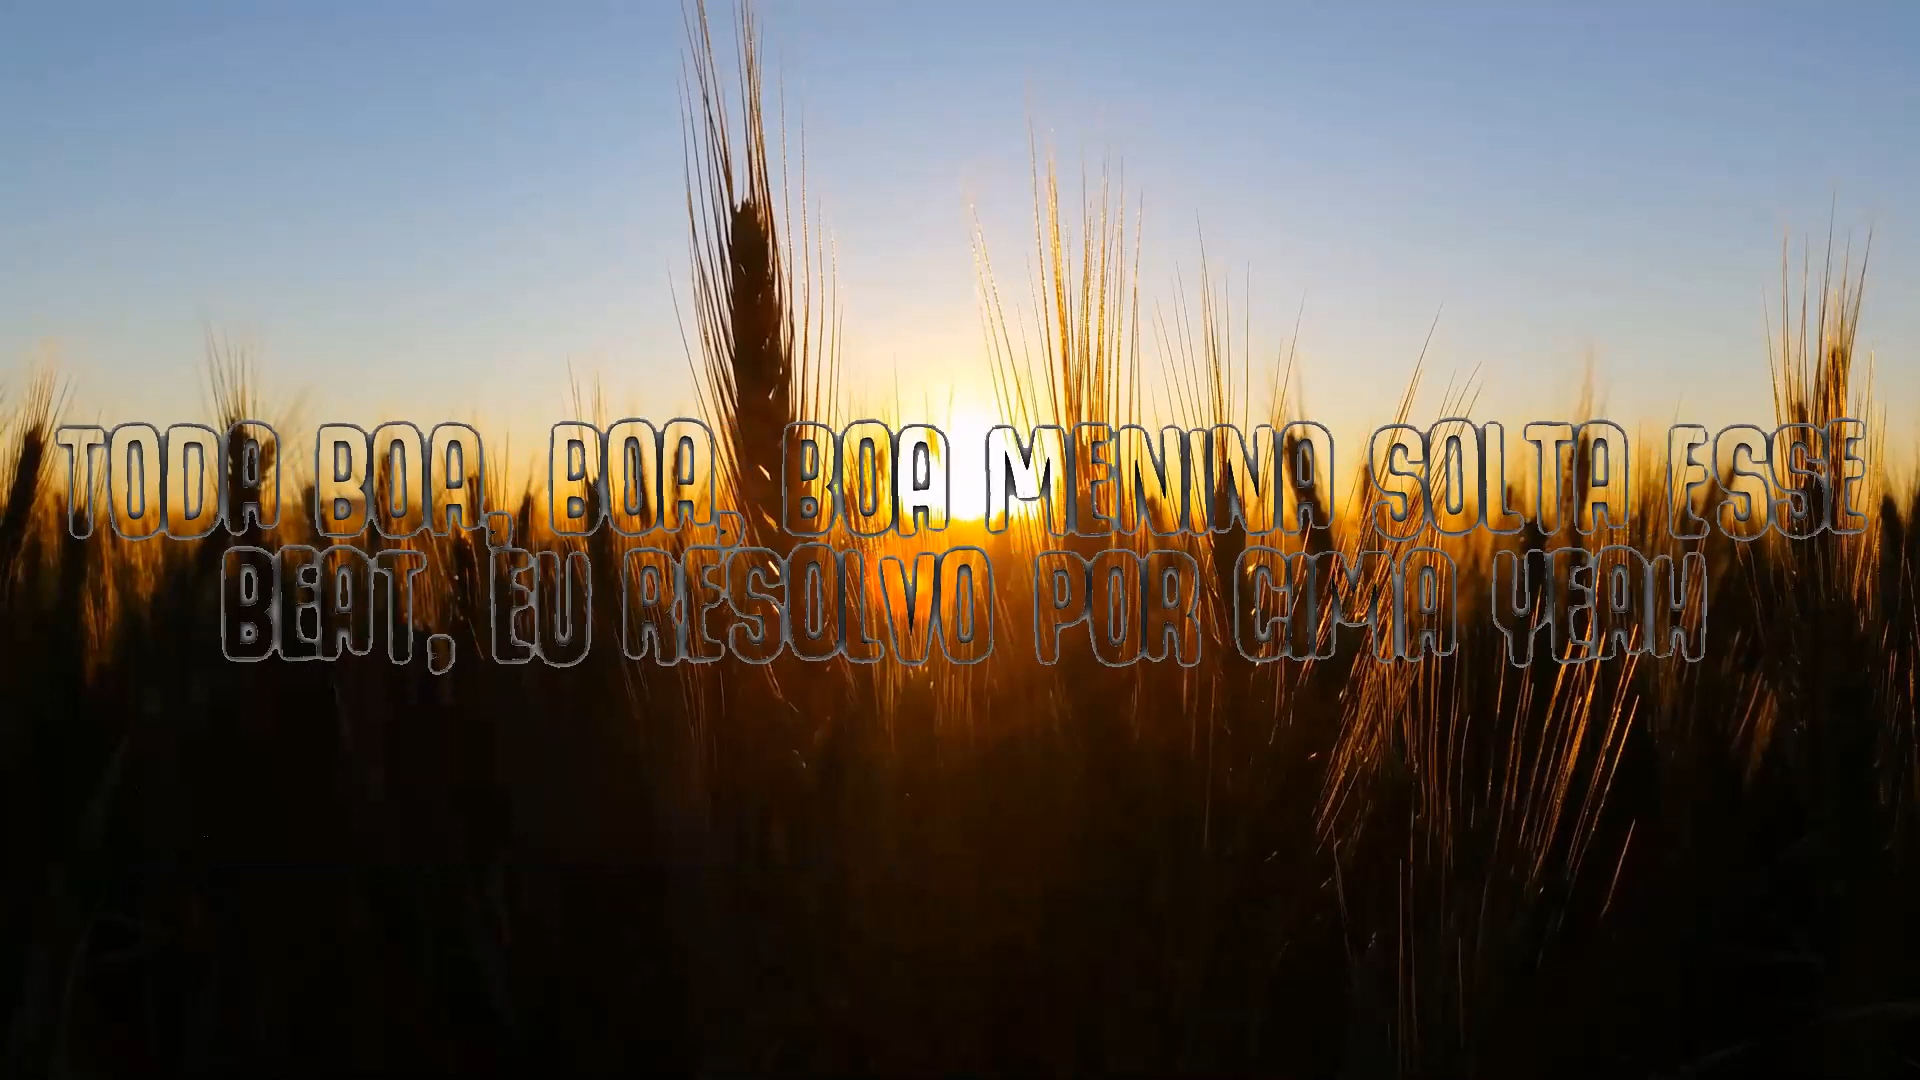 TODA BOA, BOA, BOA MENINA SOLTA ESSE
BEAT, EU RESOLVO POR CIMA YEAH